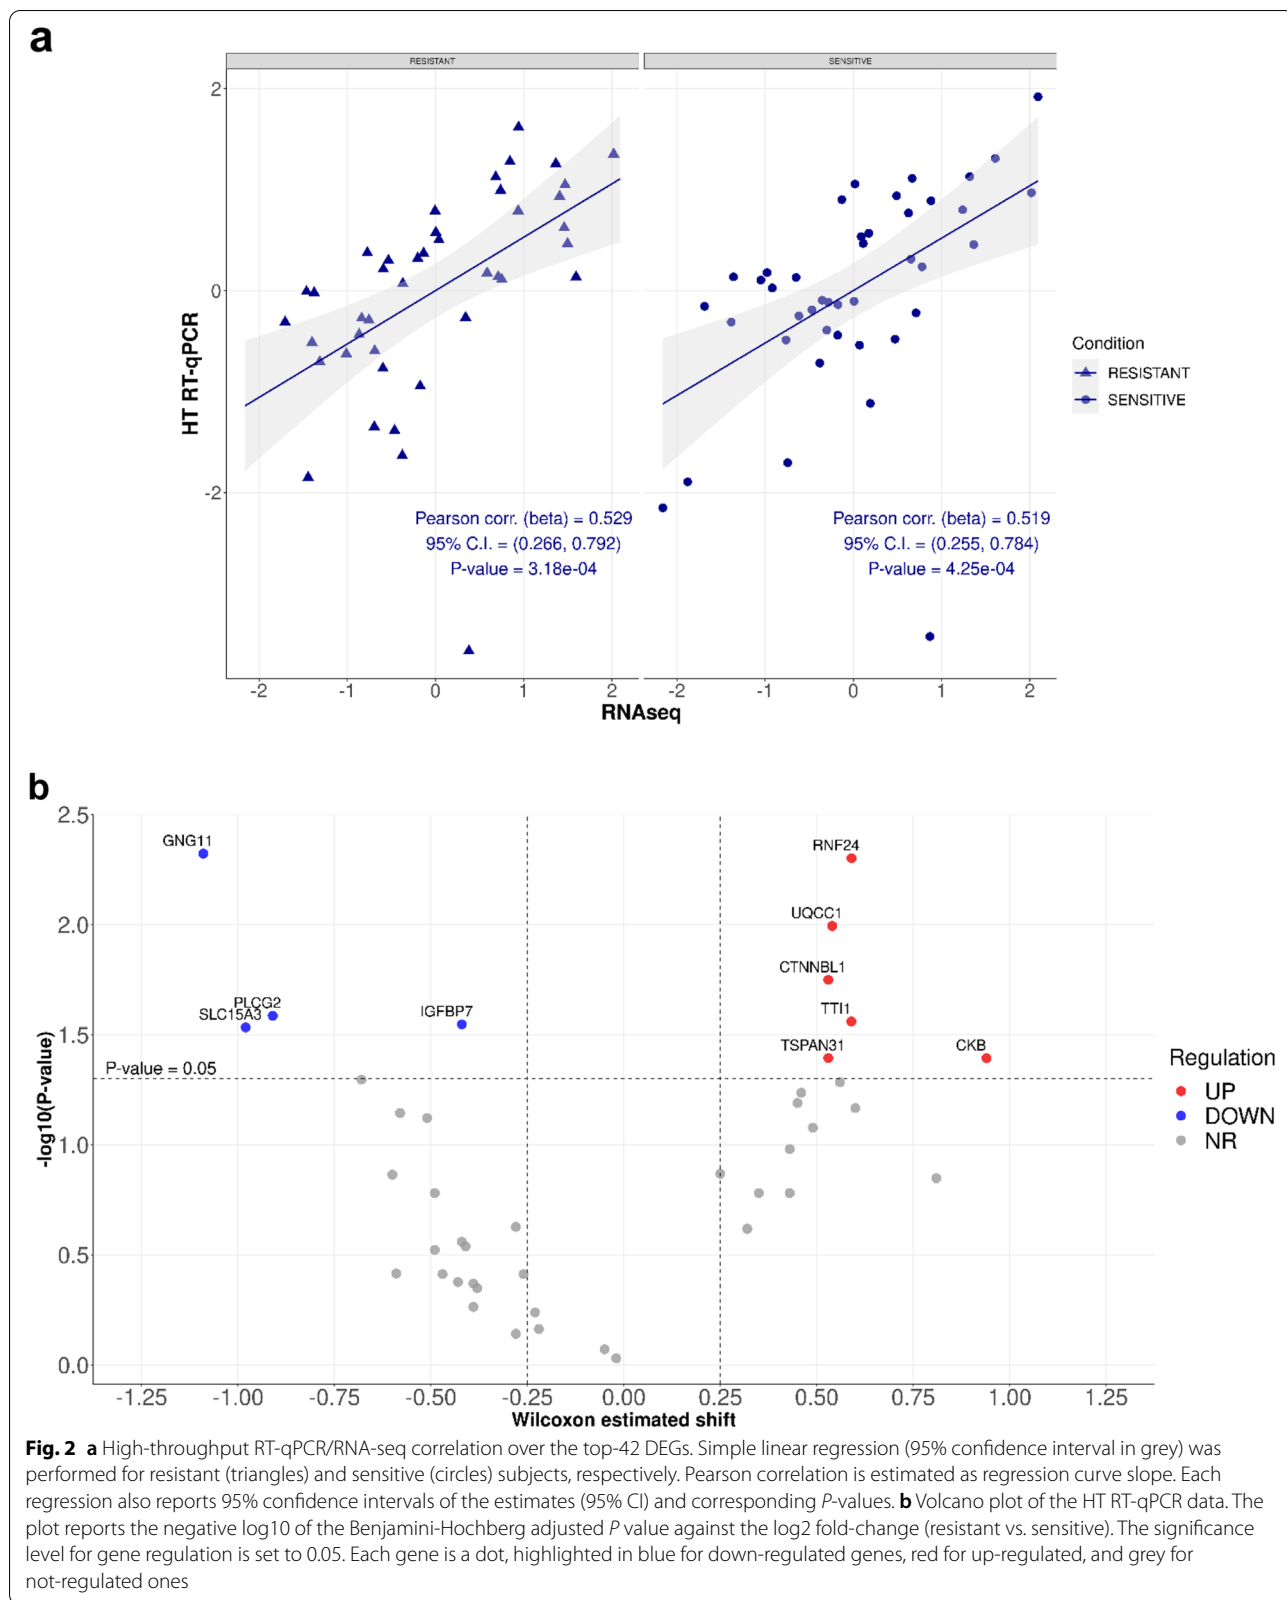 a
RESISTANT
SENSITIVE
2
0
-2
HT RT-qPCR
Pearson corr. (beta) = 0.529
95% C.I. = (0.266, 0.792)
P-value = 3.18e-04
Pearson corr. (beta) = 0.519
95% C.I. = (0.255, 0.784)
P-value = 4.25e-04
-2 -1 0 1 2
-2 -1 0 1 2
RNAseq
Condition
RESISTANT
SENSITIVE
b
2.5
2.0
1.5
1.0
0.5
0.0
-log10(P-value)
GNG11
RNF24
UQCC1
CTNNBL1
PLCG2
SLC15A3
IGFBP7
TTI1
TSPAN31
CKB
P-value = 0.05
Regulation
UP
DOWN
NR
-1.25 -1.00 -0.75 -0.50 -0.25 0.00 0.25 0.50 0.75 1.00 1.25
Wilcoxon estimated shift
Fig. 2 a High-throughput RT-qPCR/RNA-seq correlation over the top-42 DEGs. Simple linear regression (95% confidence interval in grey) was
performed for resistant (triangles) and sensitive (circles) subjects, respectively. Pearson correlation is estimated as regression curve slope. Each
regression also reports 95% confidence intervals of the estimates (95% CI) and corresponding P-values. b Volcano plot of the HT RT-qPCR data. The
plot reports the negative log10 of the Benjamini-Hochberg adjusted P value against the log2 fold-change (resistant vs. sensitive). The significance
level for gene regulation is set to 0.05. Each gene is a dot, highlighted in blue for down-regulated genes, red for up-regulated, and grey for
not-regulated ones